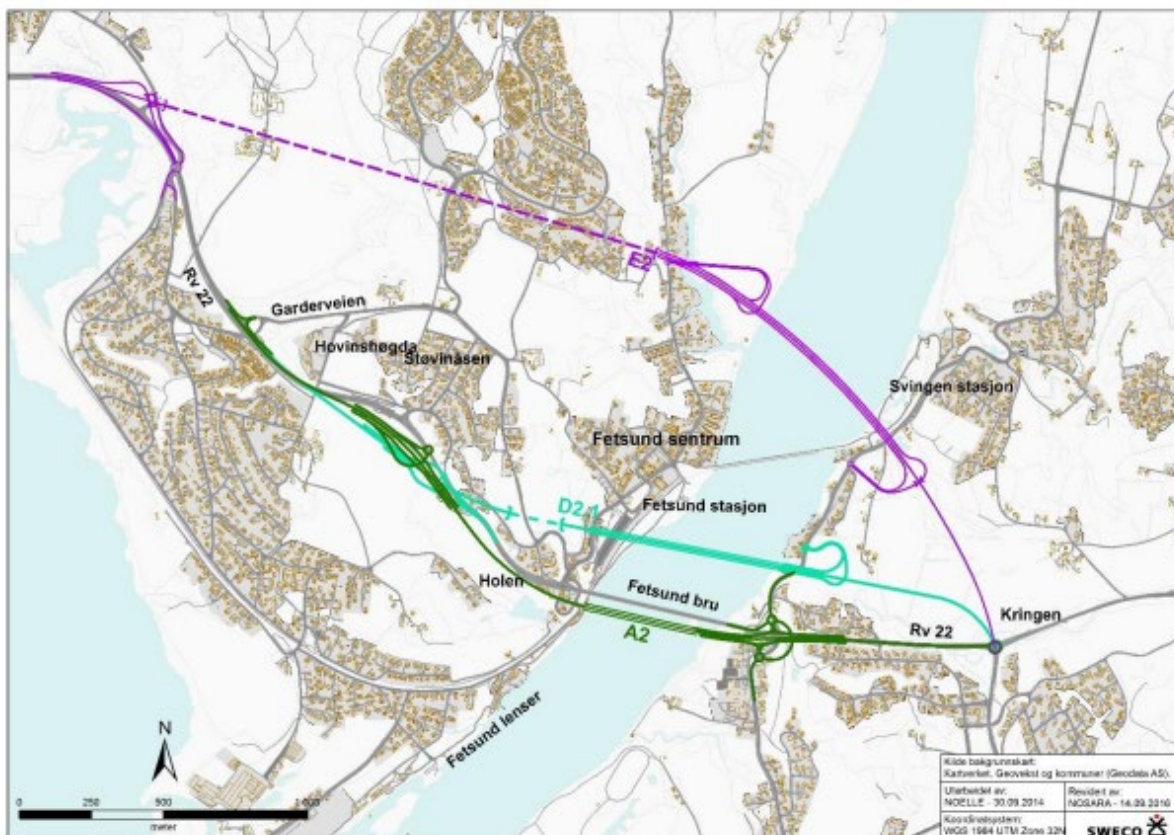 E2
Rv 22
Garderveien
Hovinshøgda
Støvinåsen
Svingen stasjon
Fetsund sentrum
D2.1
Fetsund stasjon
Holen
Fetsund bru
Kringen
A2
Rv 22
Fetsund lenser
N
0 250 500 1 000
meter
Kilde bakgrunnskart:
Kartverket, Geovekst og kommuner (Geodata AS).
Utarbeidet av:
NOELLE - 30.09.2014
Revidert av:
NOSARA - 14.09.2016
Koordinatsystem:
WGS 1984 UTM Zone 32N
SWECO